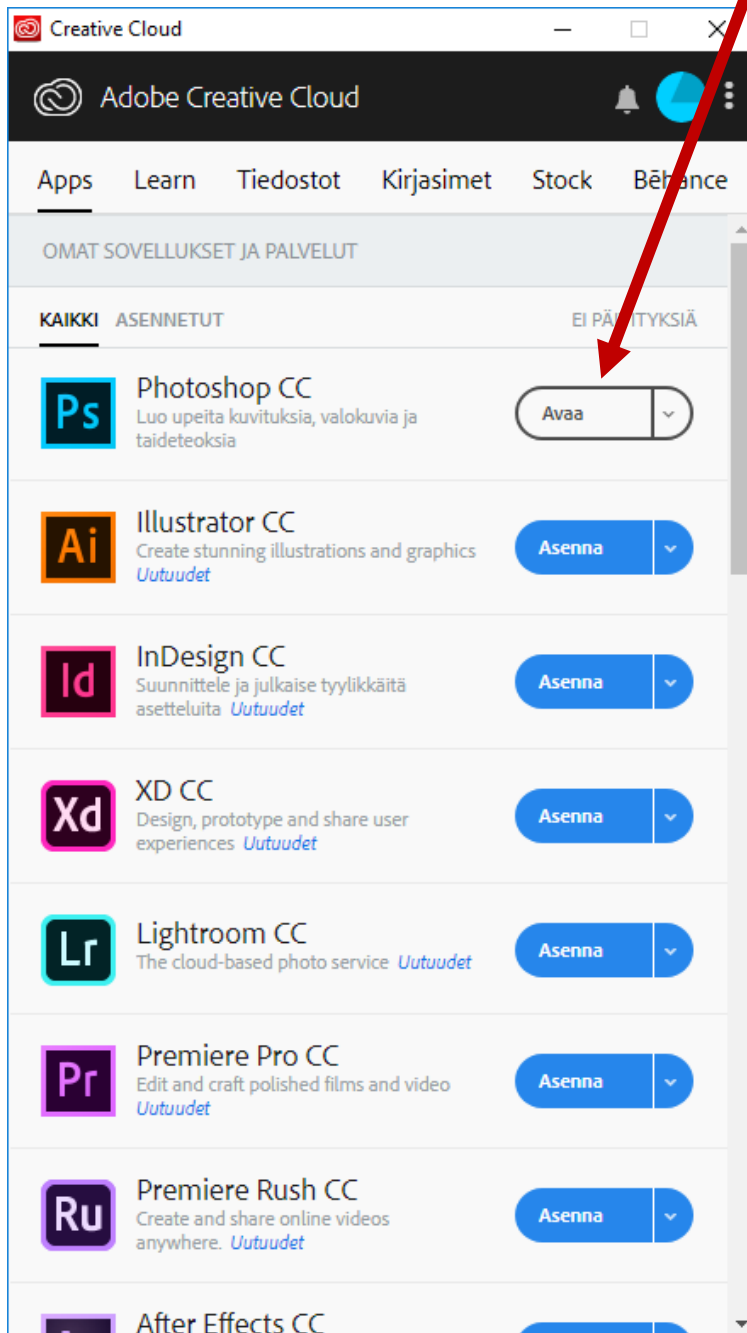 Creative Cloud
Adobe Creative Cloud
Apps Learn Tiedostot Kirjasimet Stock Bēhance
OMAT SOVELLUKSET JA PALVELUT
KAIKKI ASENNETUT EI PÄIVITYKSIÄ
Ps
Photoshop CC
Luo upeita kuvituksia, valokuvia ja
taideteoksia
Avaa
Ai
Illustrator CC
Create stunning illustrations and graphics
Uutuudet
Asenna
Id
InDesign CC
Suunnittele ja julkaise tyylikkäitä
asetteluita Uutuudet
Asenna
Xd
XD CC
Design, prototype and share user
experiences Uutuudet
Asenna
Lr
Lightroom CC
The cloud-based photo service Uutuudet
Asenna
Pr
Premiere Pro CC
Edit and craft polished films and video
Uutuudet
Asenna
Ru
Premiere Rush CC
Create and share online videos
anywhere. Uutuudet
Asenna
After Effects CC